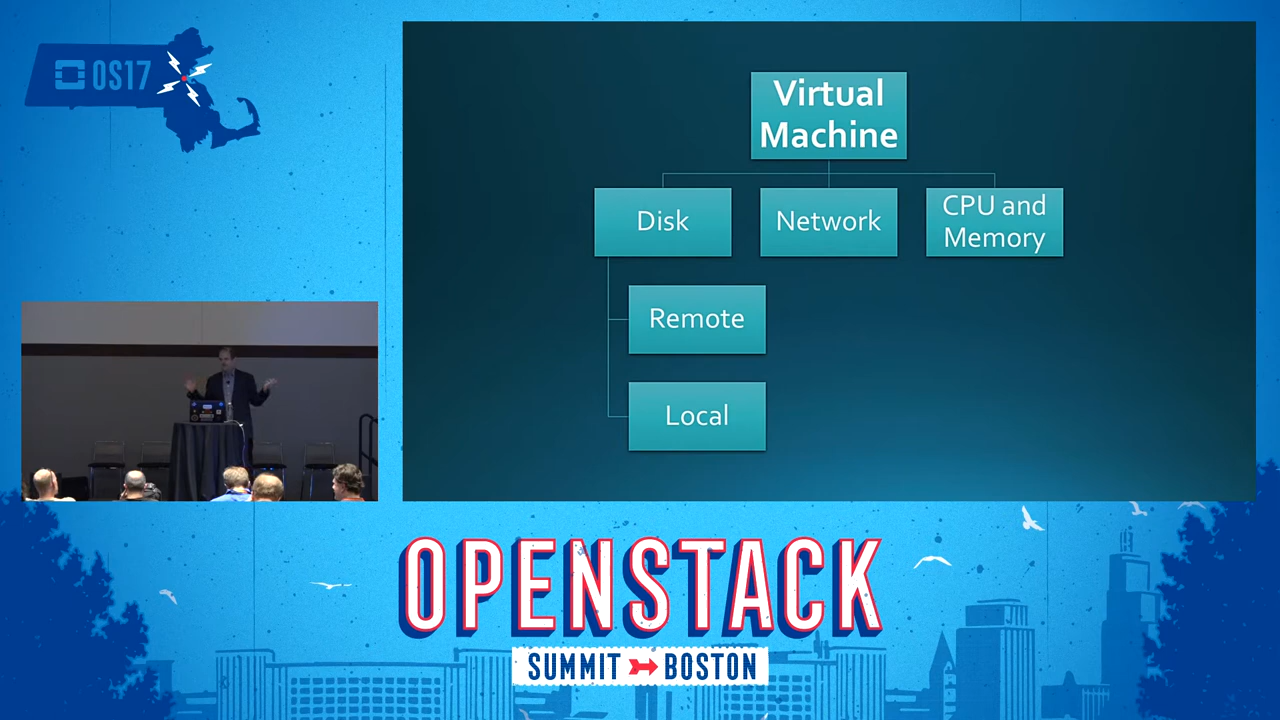 OS17
Virtual
Machine
Disk
Network
CPU and
Memory
Remote
Local
OPENSTACK
SUMMIT BOSTON